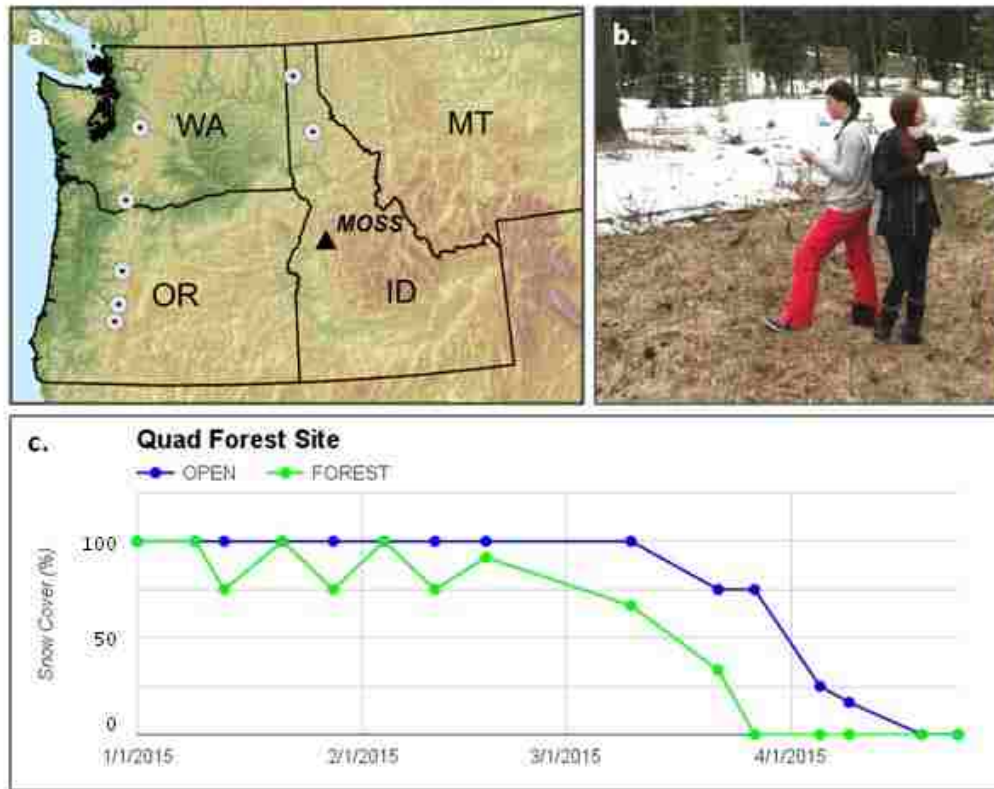 a.
WA
MT
MOSS
OR
ID
b.
c.
Quad Forest Site
OPEN
FOREST
Snow Cover (%)
100
50
0
1/1/2015
2/1/2015
3/1/2015
4/1/2015